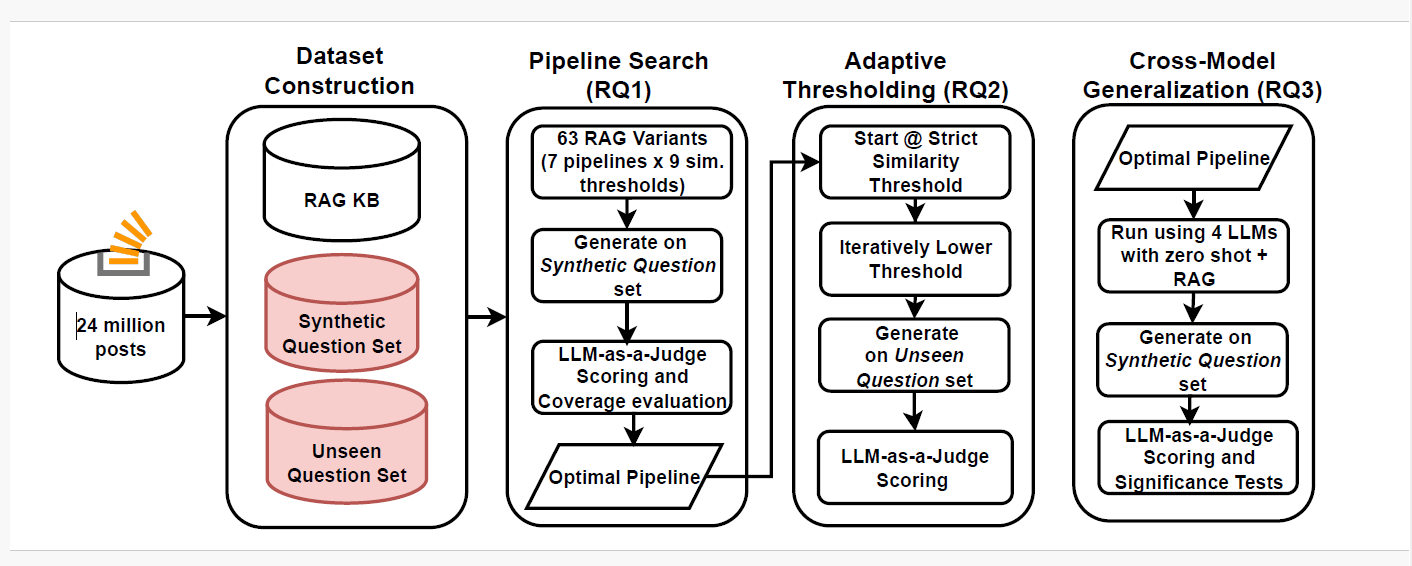 Dataset
Construction
Pipeline Search
(RQ1)
Adaptive
Thresholding (RQ2)
Cross-Model
Generalization (RQ3)
24 million
posts
RAG KB
Synthetic
Question Set
Unseen
Question Set
63 RAG Variants
(7 pipelines x 9 sim.
thresholds)
Generate on
Synthetic Question
set
LLM-as-a-Judge
Scoring and
Coverage evaluation
Optimal Pipeline
Start @ Strict
Similarity
Threshold
Iteratively Lower
Threshold
Generate
on Unseen
Question set
LLM-as-a-Judge
Scoring
Optimal Pipeline
Run using 4 LLMs
with zero shot +
RAG
Generate on
Synthetic Question
set
LLM-as-a-Judge
Scoring and
Significance Tests